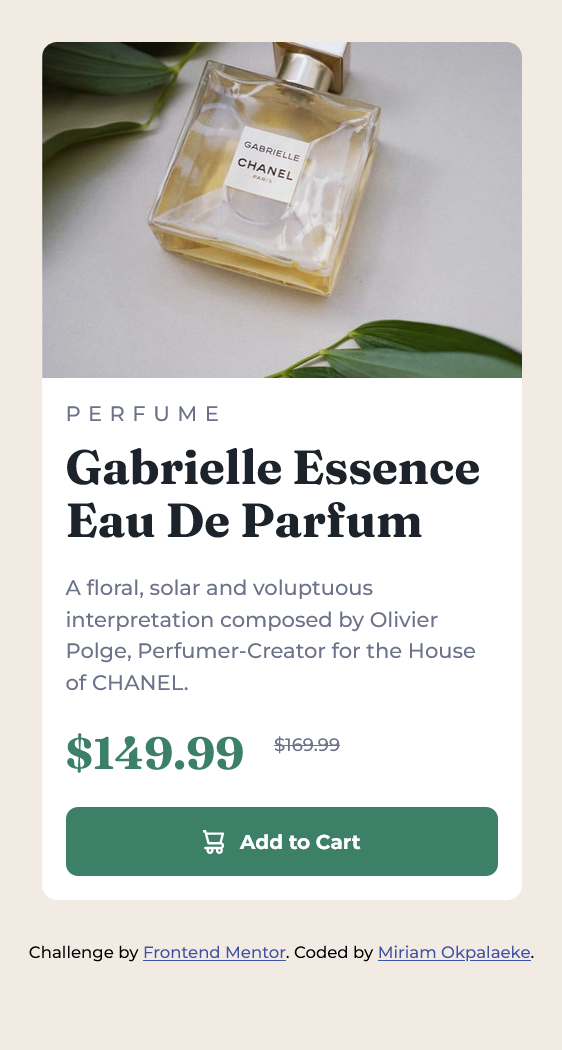 GABRIELLE
CHANEL
PARIS
PERFUME
Gabrielle Essence
Eau De Parfum
A floral, solar and voluptuous
interpretation composed by Olivier
Polge, Perfumer-Creator for the House
of CHANEL.
$149.99 $169.99
Add to Cart
Challenge by Frontend Mentor. Coded by Miriam Okpalaeke.